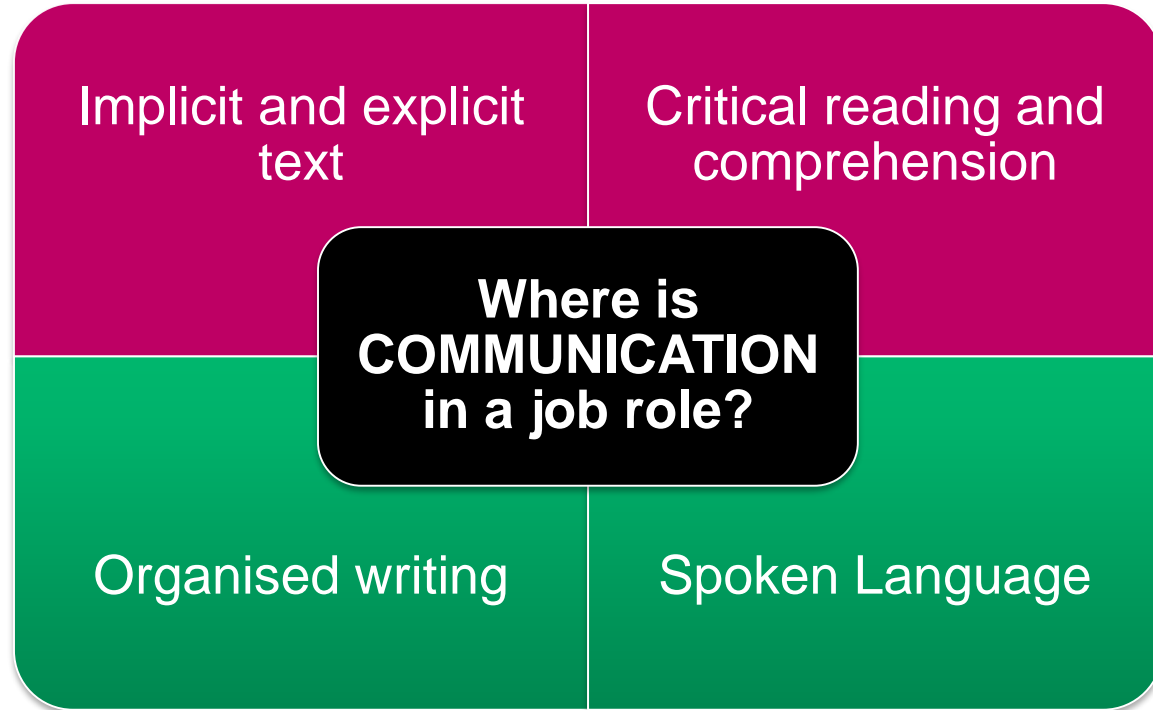 Implicit and explicit
text
Critical reading and
comprehension
Where is
COMMUNICATION
in a job role?
Organised writing
Spoken Language